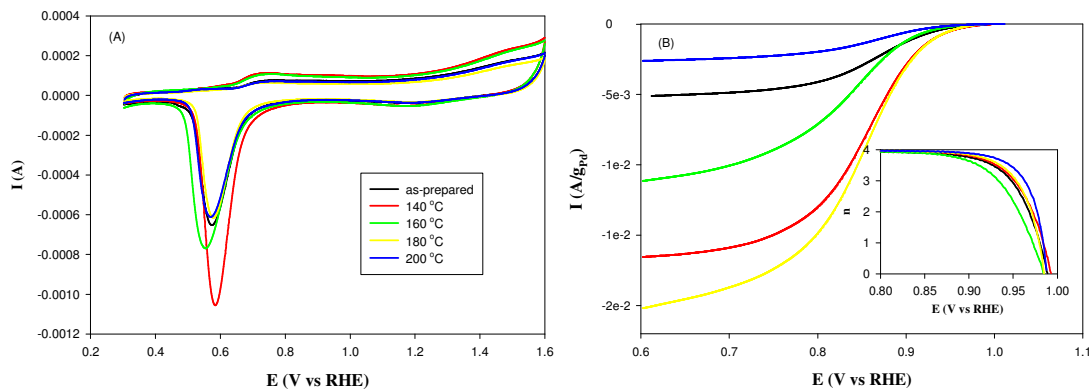 (A)
0.0004
0.0002
0.0000
-0.0002
-0.0004
-0.0006
-0.0008
-0.0010
-0.0012
I (A)
as-prepared
140 °C
160 °C
180 °C
200 °C
0.2 0.4 0.6 0.8 1.0 1.2 1.4 1.6
E (V vs RHE)
(B)
0
-5e-3
-1e-2
-1e-2
-2e-2
I (A/gPd)
0.6 0.7 0.8 0.9 1.0 1.1
E (V vs RHE)
4
3
2
1
0
n
0.80 0.85 0.90 0.95 1.00
E (V vs RHE)